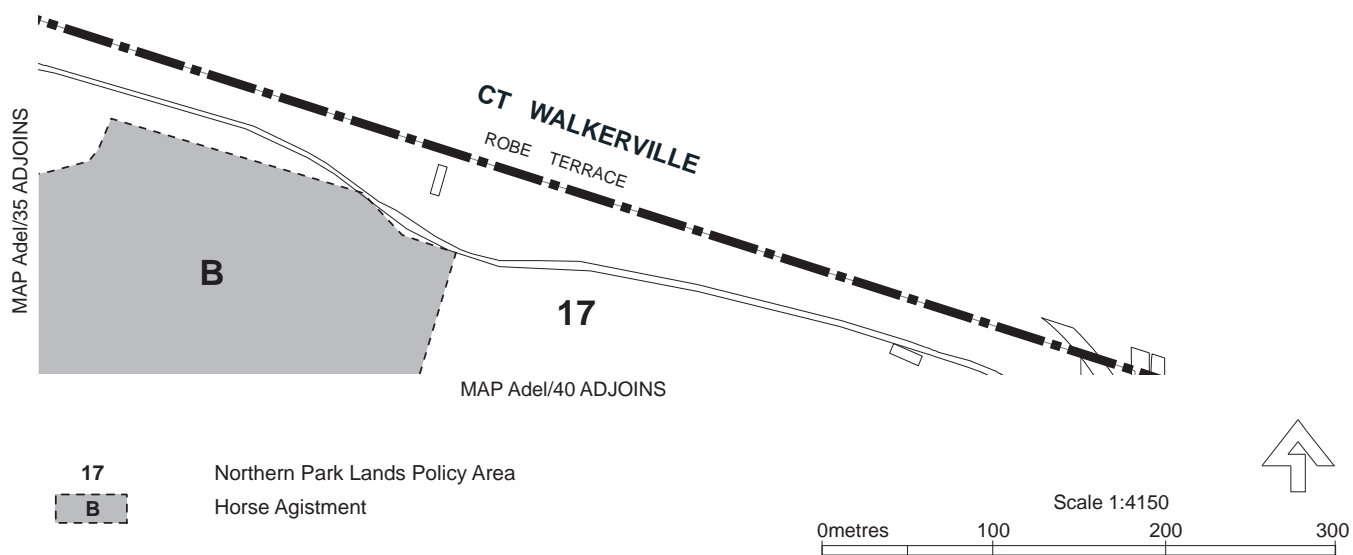 CT WALKERVILLE
ROBE TERRACE
MAP Adel/35 ADJOINS
B
17
MAP Adel/40 ADJOINS
17 Northern Park Lands Policy Area
B Horse Agistment
Scale 1:4150
0metres 100 200 300